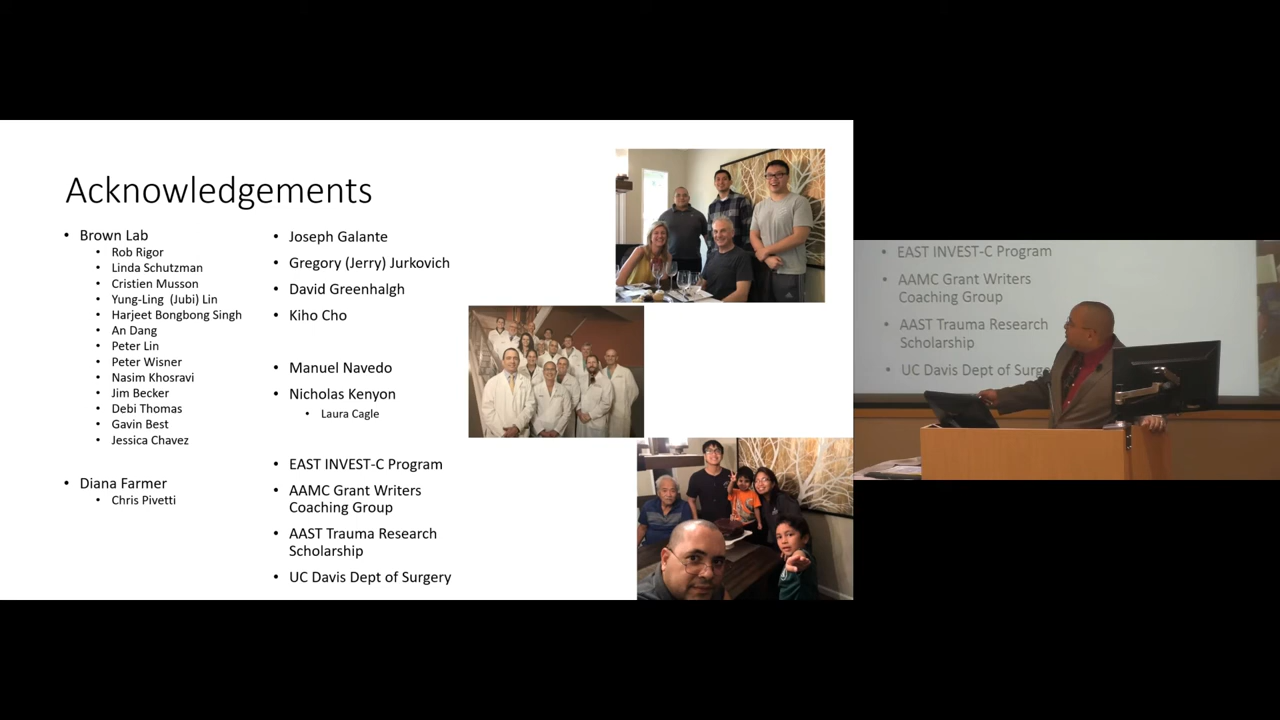 Acknowledgements
• Brown Lab
• Rob Rigor
• Linda Schutzman
• Cristien Musson
• Yung-Ling (Jubi) Lin
• Harjeet Bongbong Singh
• An Dang
• Peter Lin
• Peter Wisner
• Nasim Khosravi
• Jim Becker
• Debi Thomas
• Gavin Best
• Jessica Chavez
• Diana Farmer
• Chris Pivetti
• Joseph Galante
• Gregory (Jerry) Jurkovich
• David Greenhalgh
• Kiho Cho
• Manuel Navedo
• Nicholas Kenyon
• Laura Cagle
• EAST INVEST-C Program
• AAMC Grant Writers
Coaching Group
• AAST Trauma Research
Scholarship
• UC Davis Dept of Surgery
• EAST INVEST-C Program
• AAMC Grant Writers
Coaching Group
• AAST Trauma Research
Scholarship
• UC Davis Dept of Surge